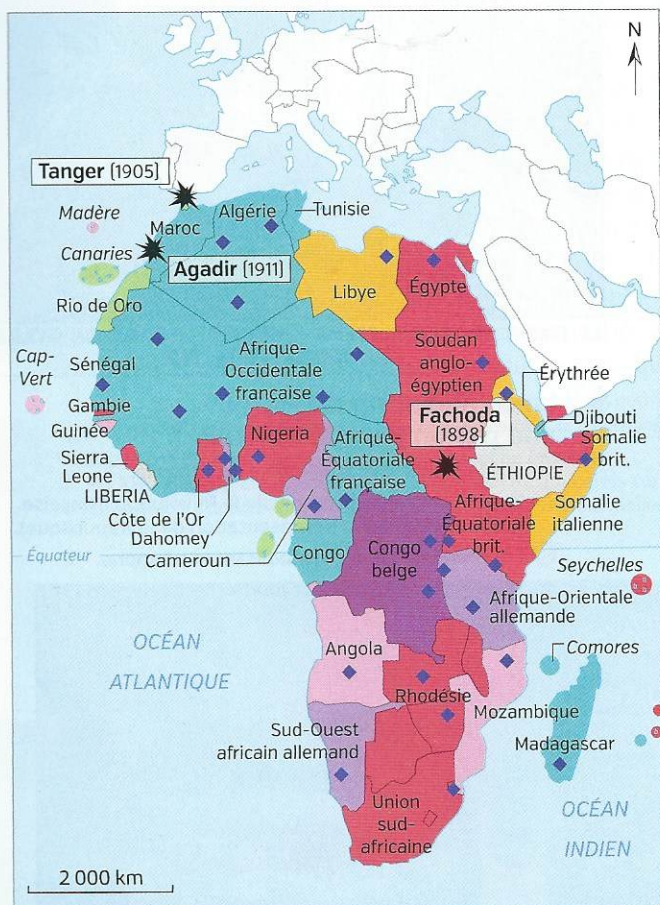 N
Tanger (1905)
Madère
Maroc
Algérie
Tunisie
Canaries
Agadir (1911)
Libye
Égypte
Rio de Oro
Cap-
Vert
Sénégal
Afrique-
Occidentale
française
Soudan
anglo-
égyptien
Érythrée
Gambie
Guinée
Nigeria
Fachoda
(1898)
Djibouti
Somalie
brit.
Sierra
Leone
LIBERIA
Afrique-
Équatoriale
française
ÉTHIOPIE
Côte de l'Or
Dahomey
Cameroun
Afrique-
Équatoriale
brit.
Somalie
italienne
Équateur
Congo
Congo
belge
Seychelles
Afrique-Orientale
allemande
OCÉAN
ATLANTIQUE
Angola
Comores
Rhodésie
Mozambique
Sud-Ouest
africain allemand
Madagascar
Union
sud-
africaine
OCÉAN
INDIEN
2 000 km